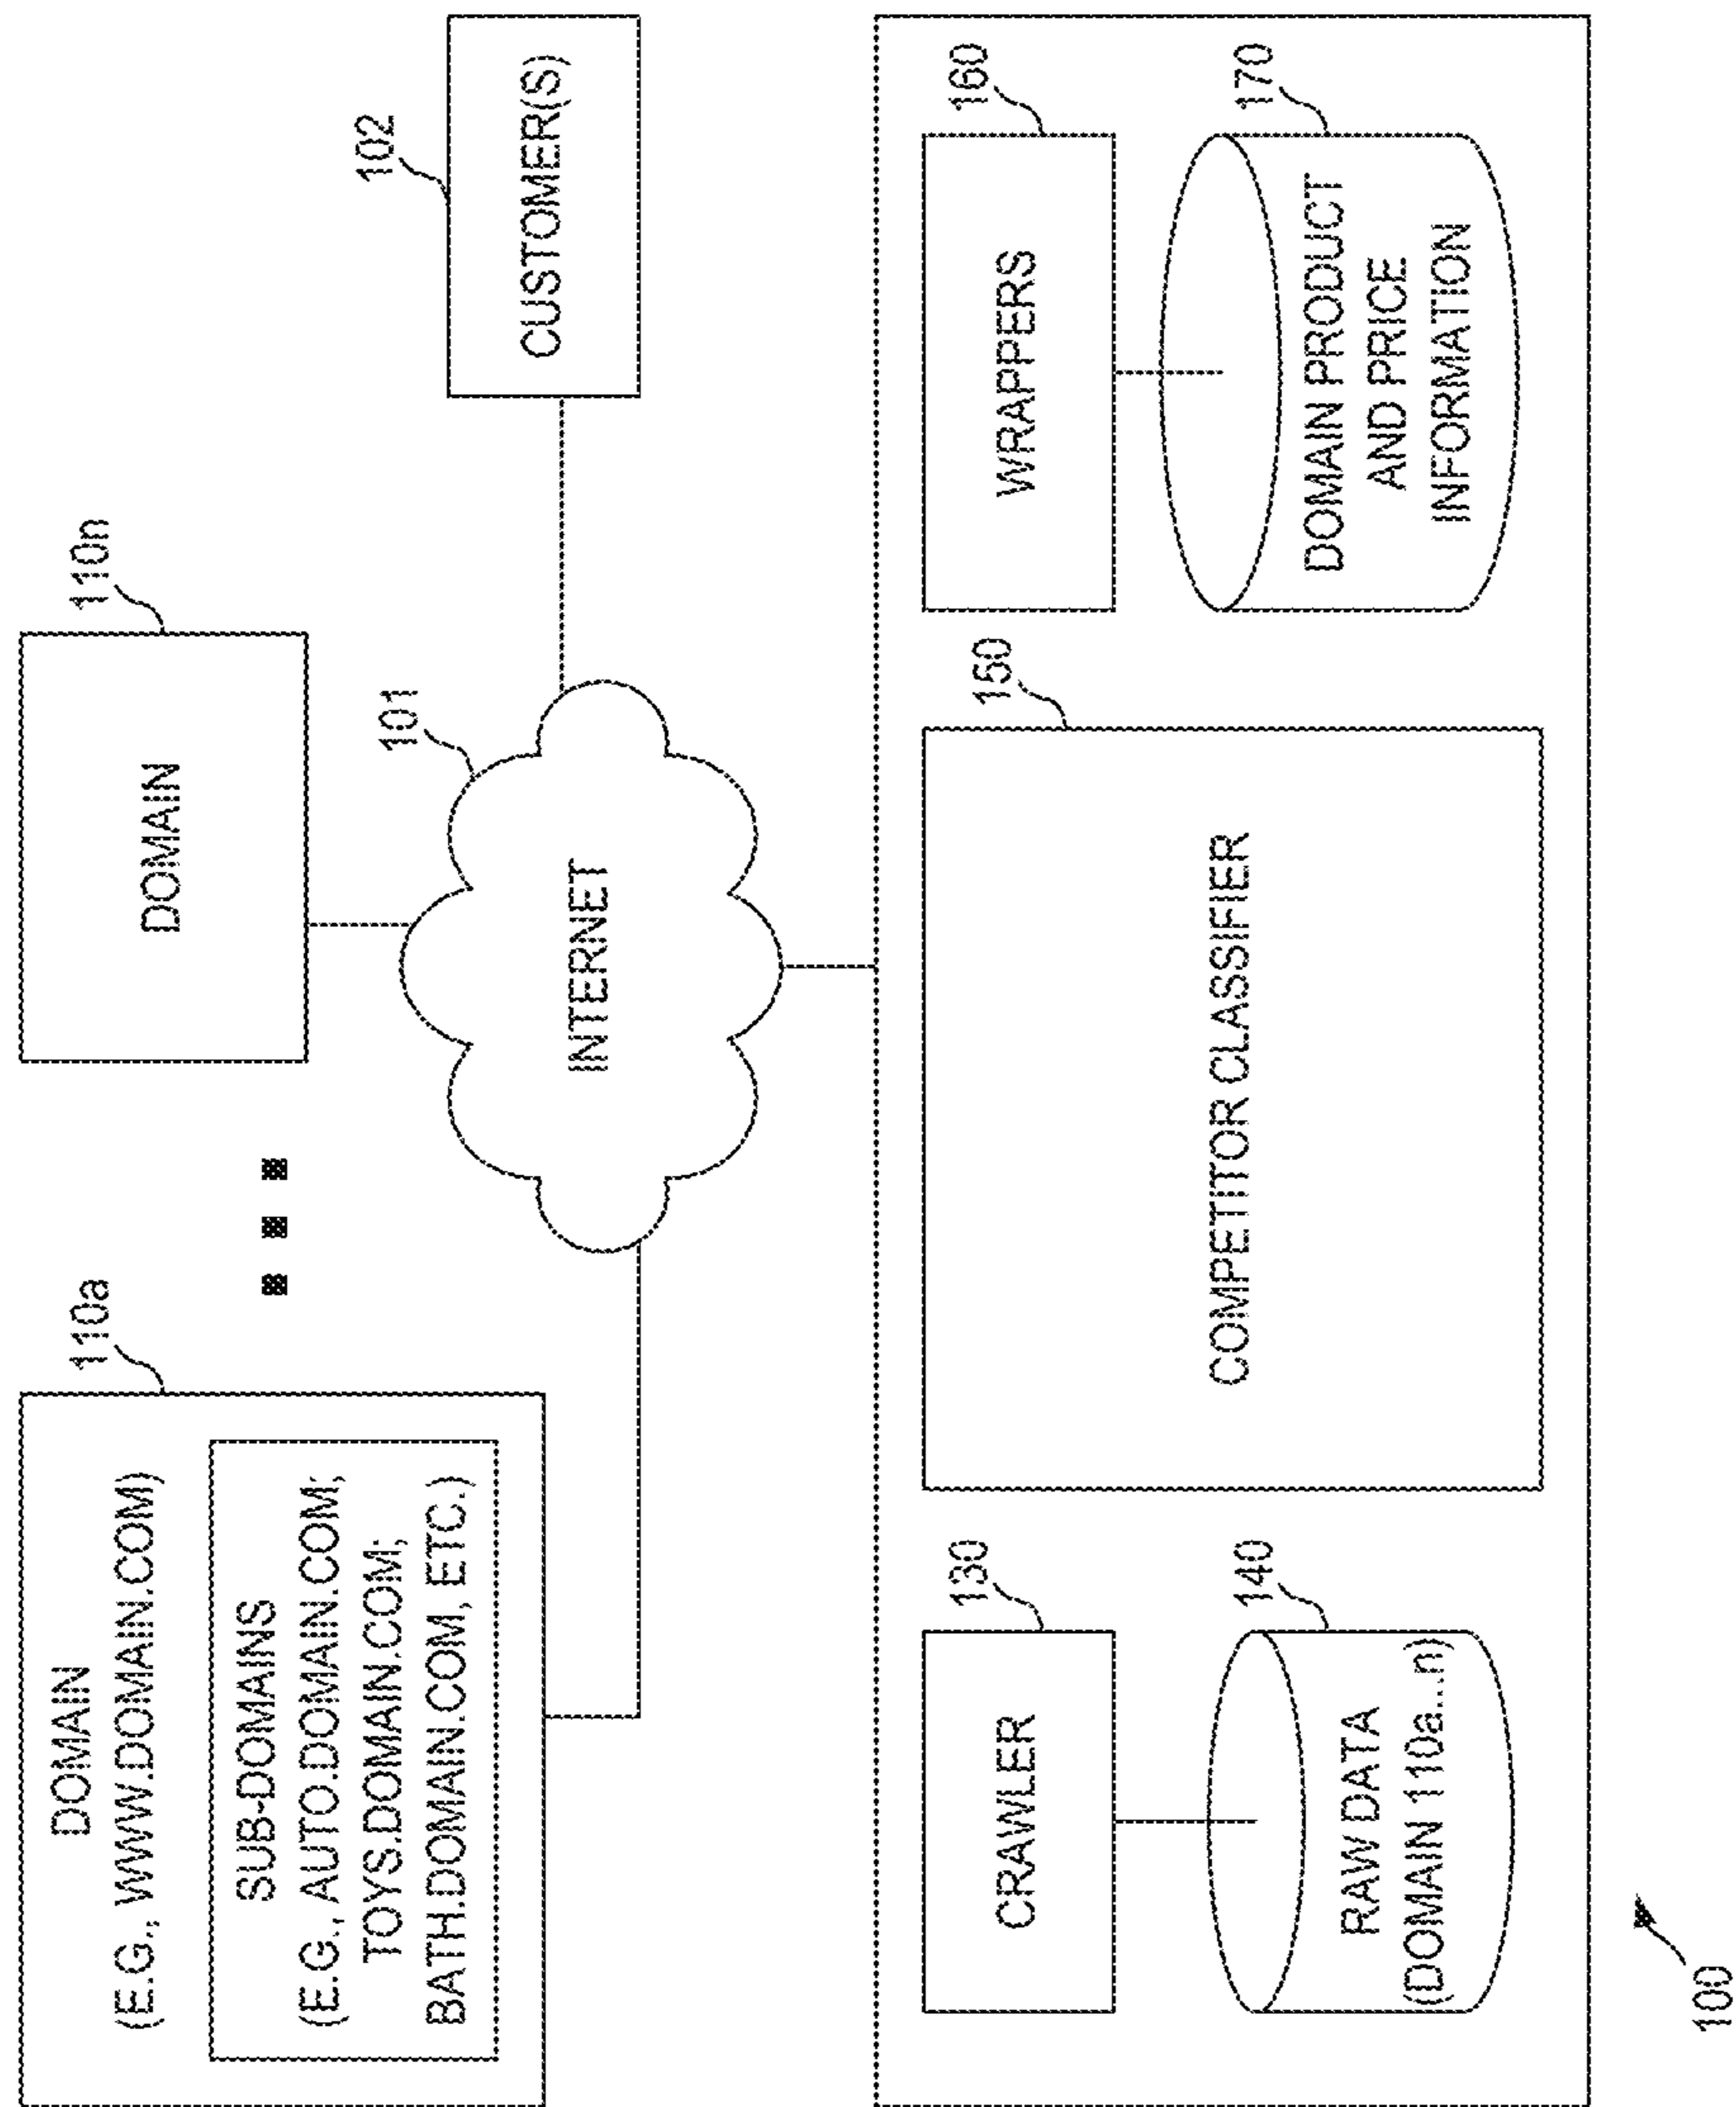 110a
DOMAIN
(E.G., WWW.DOMAIN.COM)
SUB-DOMAINS
(E.G., AUTO.DOMAIN.COM;
TOYS.DOMAIN.COM;
BATH.DOMAIN.COM, ETC.)
110n
DOMAIN
101
INTERNET
102
CUSTOMER(S)
130
CRAWLER
140
RAW DATA
(DOMAIN 110a...n)
150
COMPETITOR CLASSIFIER
160
WRAPPERS
170
DOMAIN PRODUCT
AND PRICE
INFORMATION
100